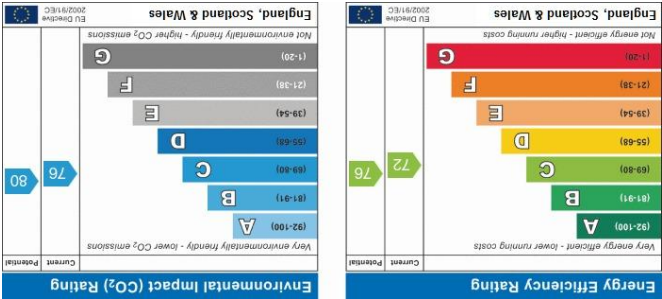 Energy Efficiency Rating
Current
Potential
Very energy efficient - lower running costs
(92-100) A
(81-91) B
(69-80) C
72
76
(55-68) D
(39-54) E
(21-38) F
(1-20) G
Not energy efficient - higher running costs
England, Scotland & Wales
EU Directive
2002/91/EC
Environmental Impact (CO₂) Rating
Current
Potential
Very environmentally friendly - lower CO₂ emissions
(92-100) A
(81-91) B
(69-80) C
76
80
(55-68) D
(39-54) E
(21-38) F
(1-20) G
Not environmentally friendly - higher CO₂ emissions
England, Scotland & Wales
EU Directive
2002/91/EC